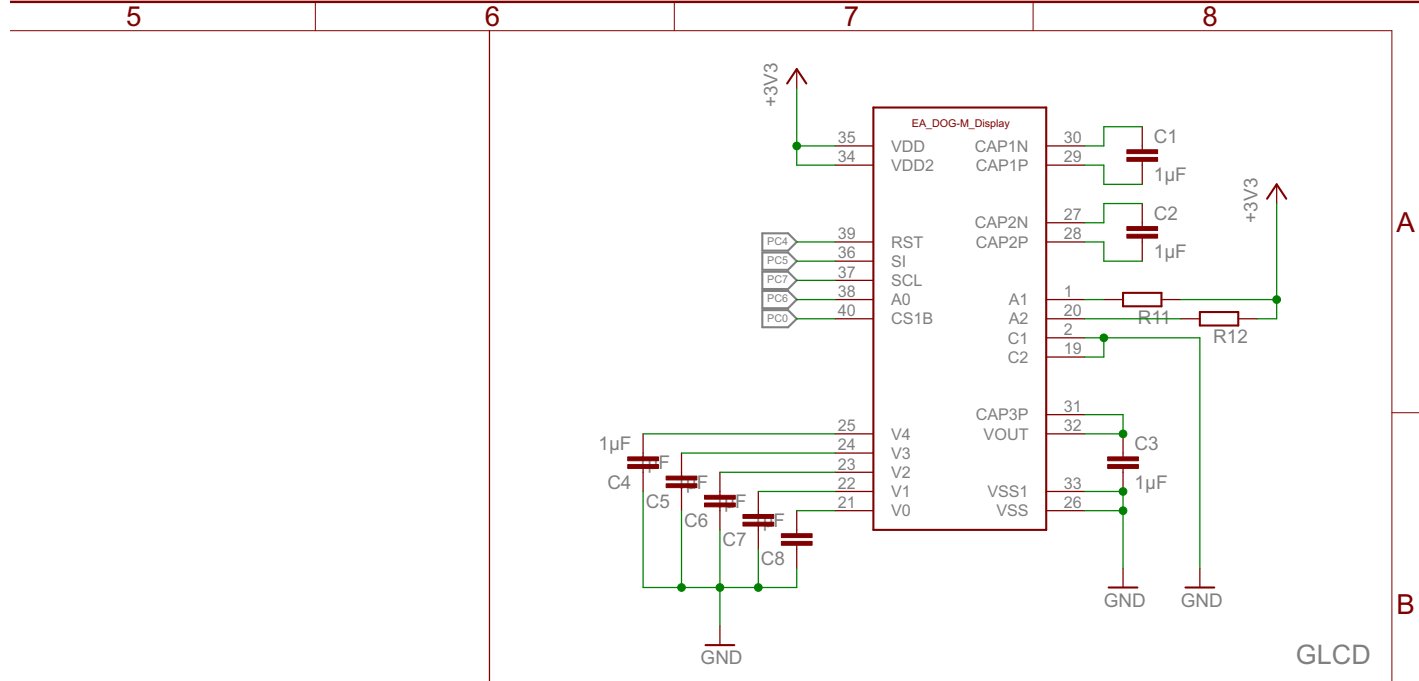 5 6 7 8
+3V3
EA_DOG-M_Display
35 VDD CAP1N 30 C1
34 VDD2 CAP1P 29
1µF
+3V3
CAP2N 27 C2
39 RST CAP2P 28
1µF
A
PC4
PC5 36 SI
PC7 37 SCL
PC6 38 A0 A1 1
R11
PC0 40 CS1B A2 20
R12
C1 2
C2 19
CAP3P 31
25 V4 VOUT 32
1µF
24 V3 C3
µF
C4
23 V2
µF
1µF
C5
22 V1 VSS1 33
µF
C6
21 V0 VSS 26
µF
C7
C8
GND GND
B
GND
GLCD